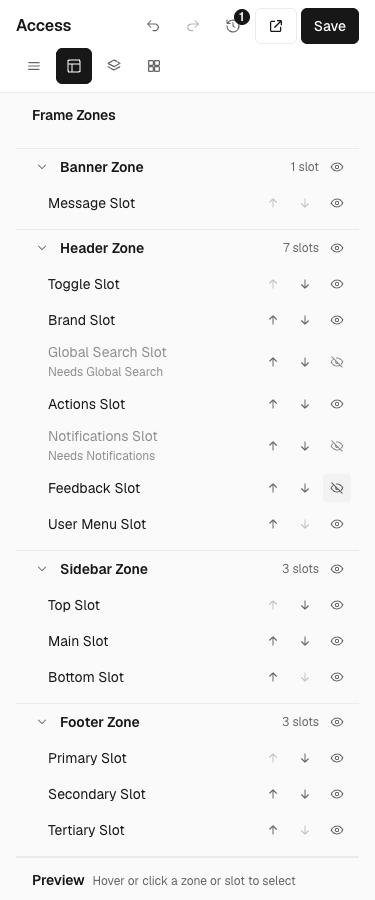 Access
1
Save
Frame Zones
Banner Zone 1 slot
Message Slot
Header Zone 7 slots
Toggle Slot
Brand Slot
Global Search Slot
Needs Global Search
Actions Slot
Notifications Slot
Needs Notifications
Feedback Slot
User Menu Slot
Sidebar Zone 3 slots
Top Slot
Main Slot
Bottom Slot
Footer Zone 3 slots
Primary Slot
Secondary Slot
Tertiary Slot
Preview Hover or click a zone or slot to select